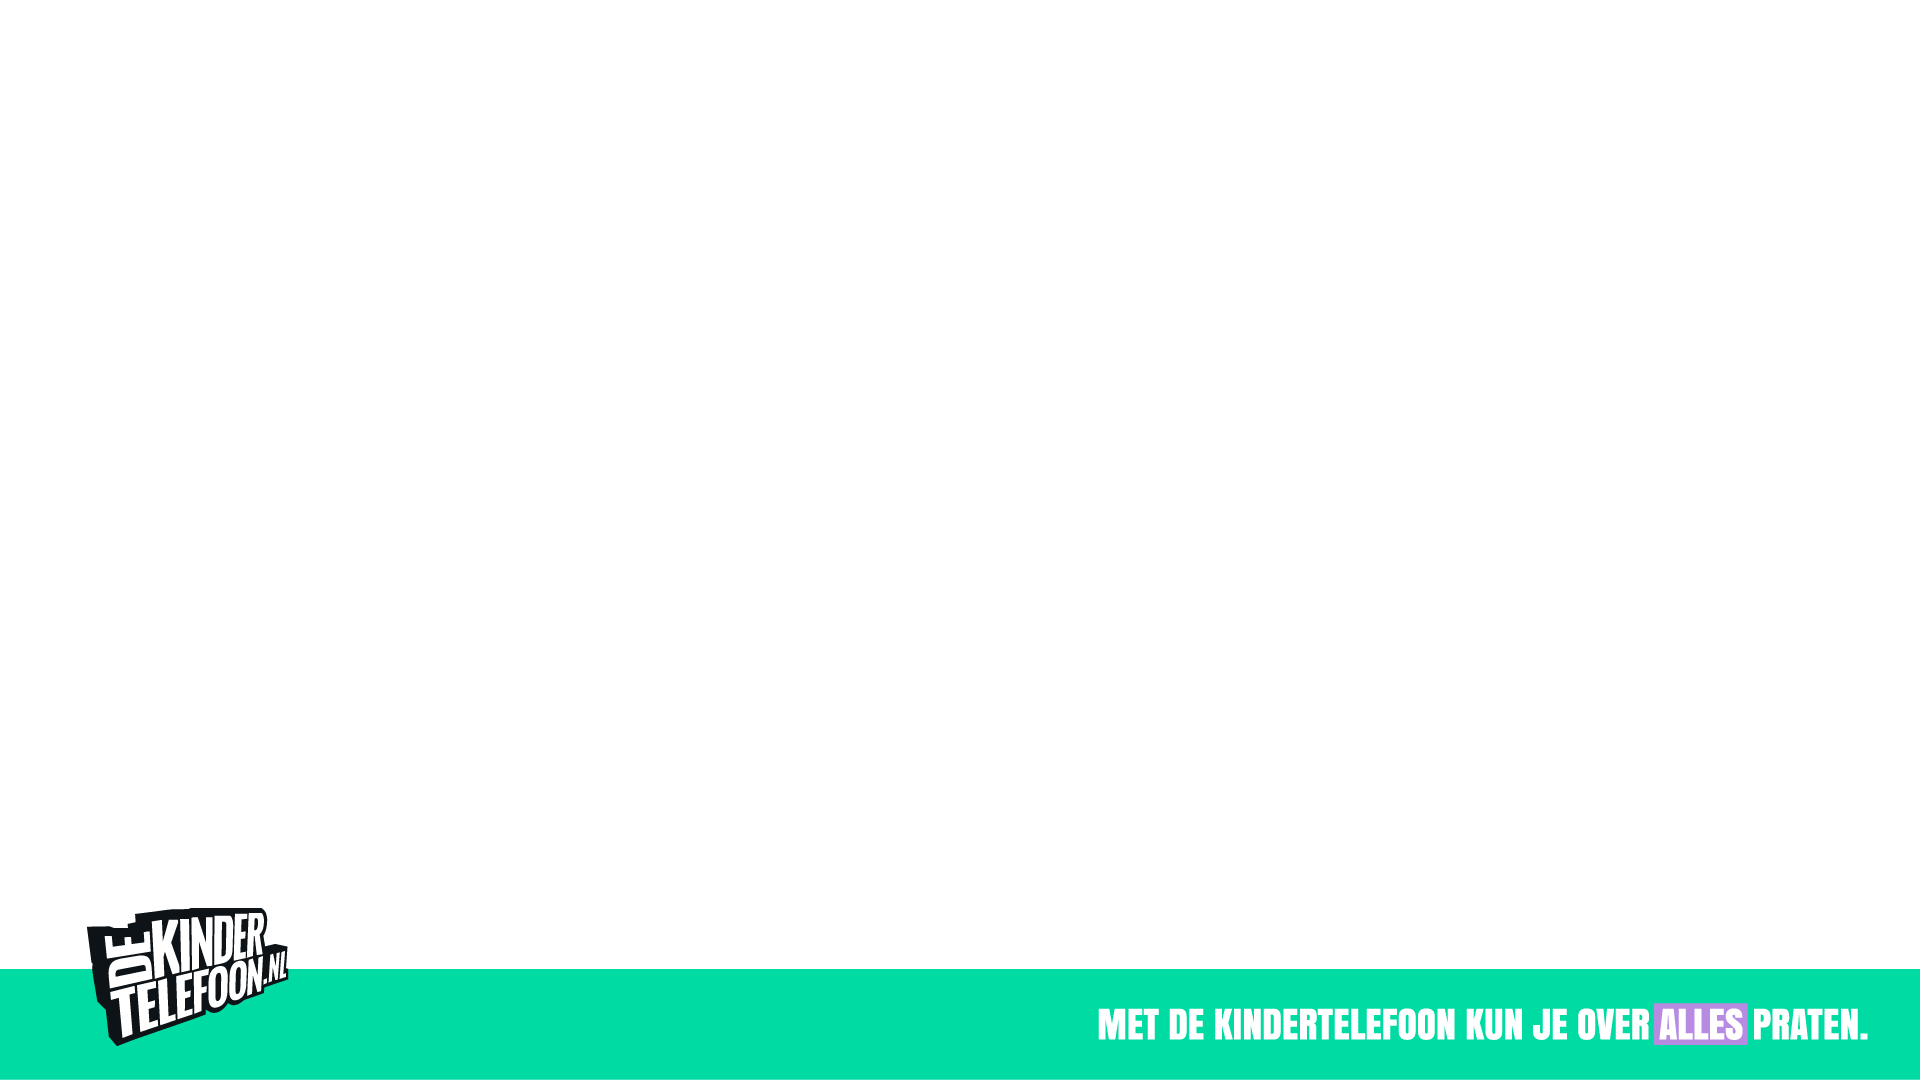 DE KINDER
TELEFOON.NL
MET DE KINDERTELEFOON KUN JE OVER ALLES PRATEN.